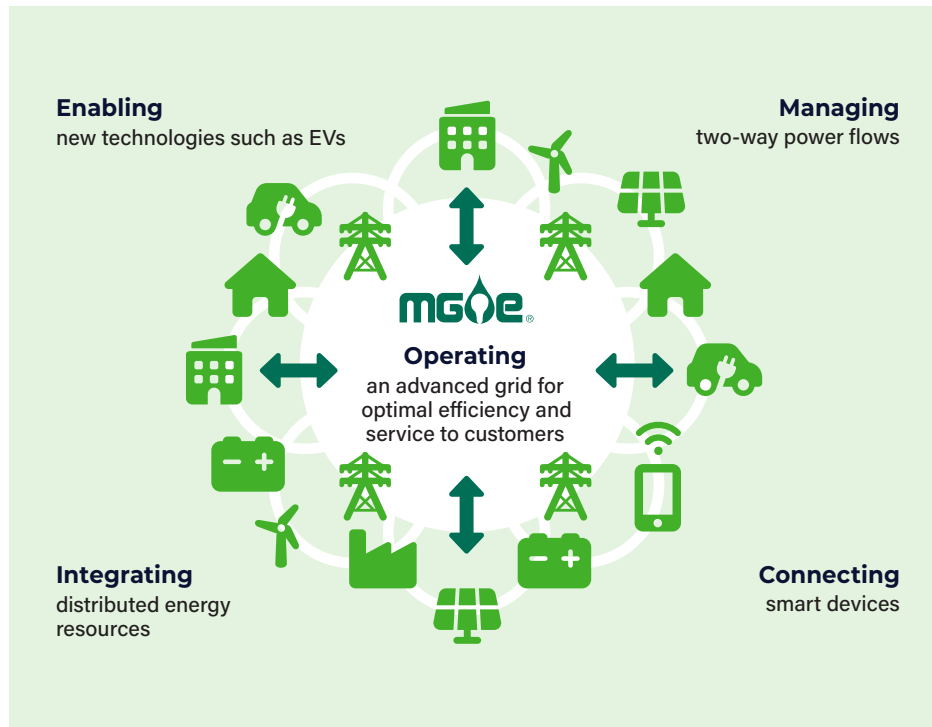 Enabling
new technologies such as EVs
Managing
two-way power flows
mge®
Operating
an advanced grid for
optimal efficiency and
service to customers
Integrating
distributed energy
resources
Connecting
smart devices